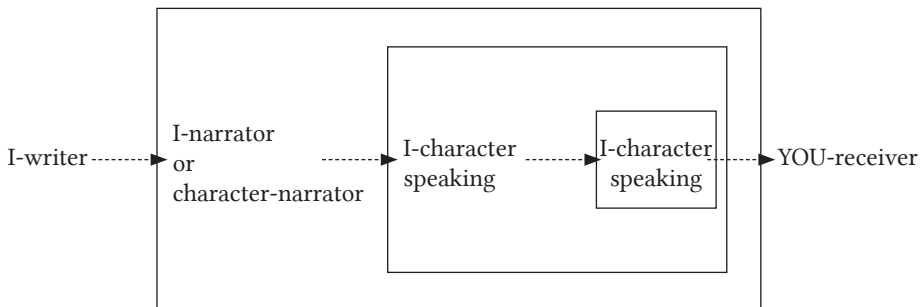 I-writer
I-narrator
or
character-narrator
I-character
speaking
I-character
speaking
YOU-receiver